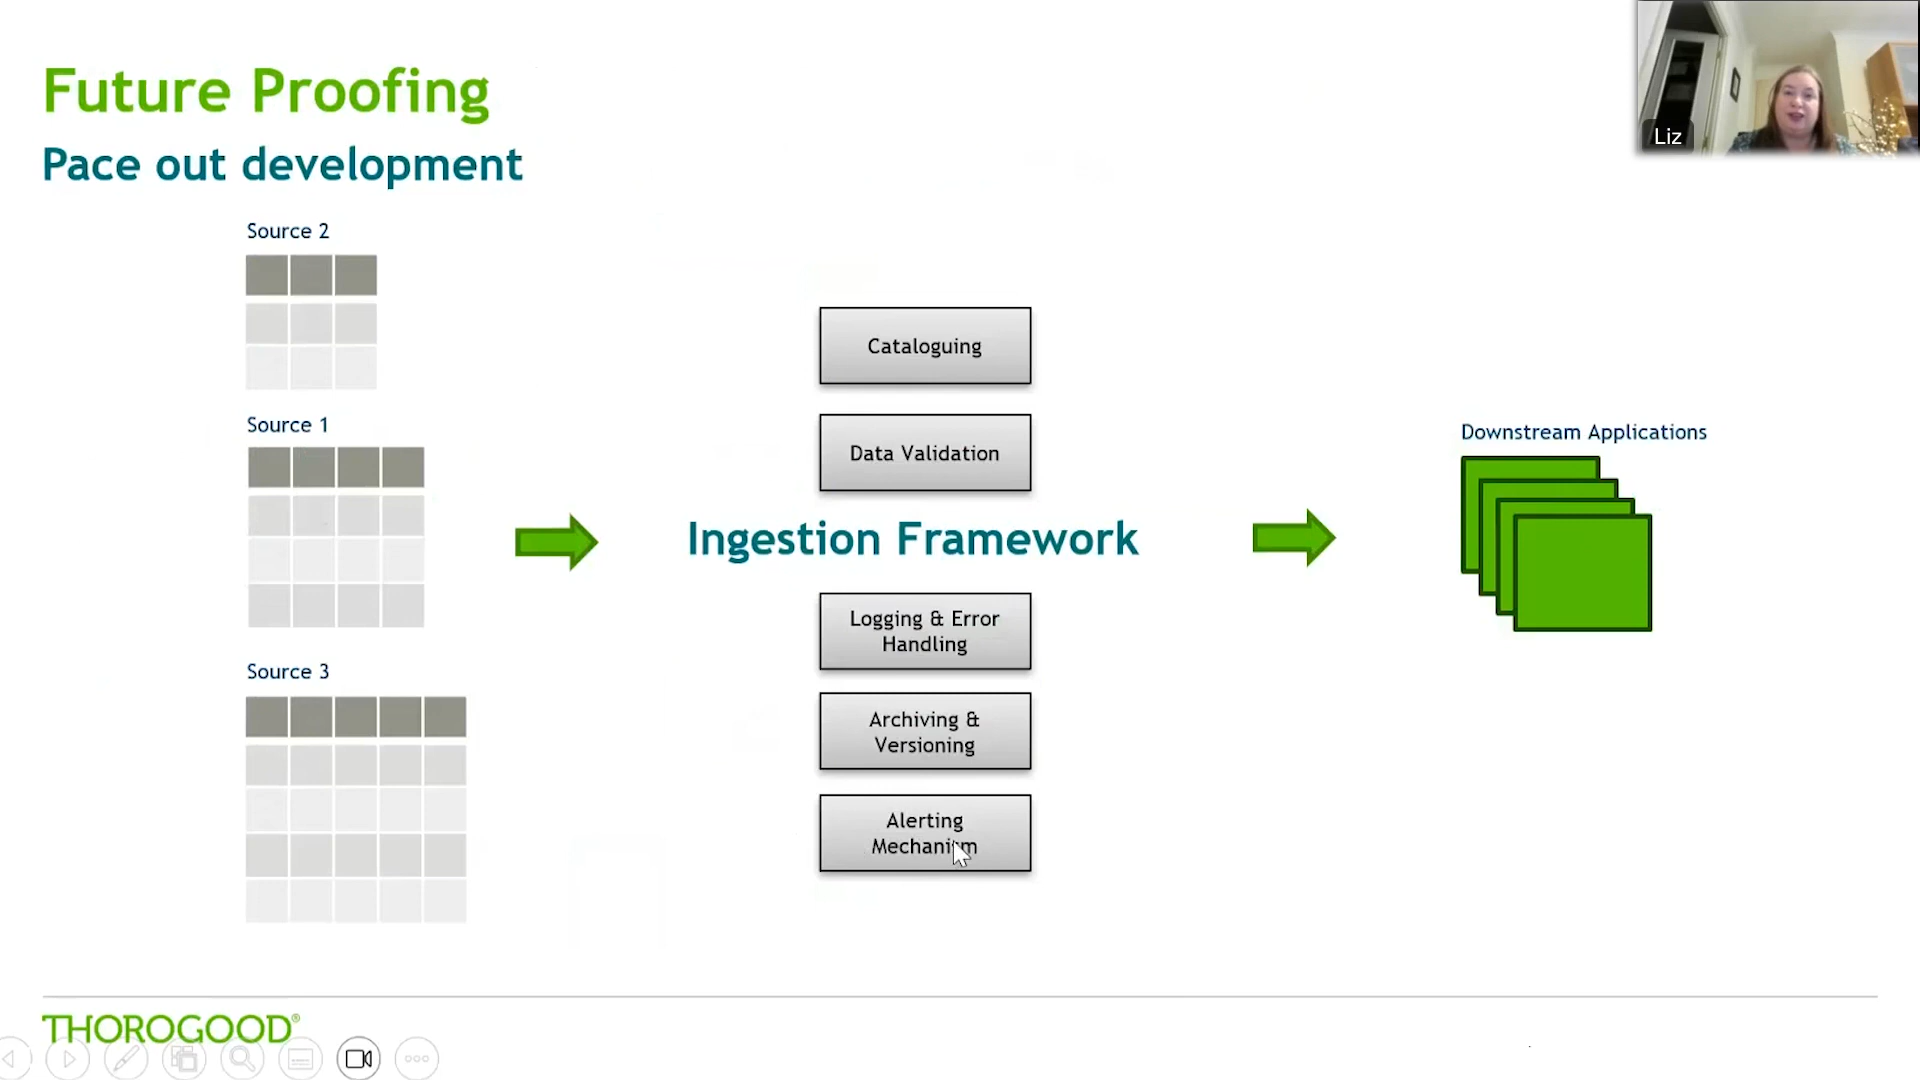 Future Proofing
Pace out development
Liz
Source 2
Source 1
Source 3
Cataloguing
Data Validation
Ingestion Framework
Logging & Error
Handling
Archiving &
Versioning
Alerting
Mechanism
Downstream Applications
THOROGOOD®